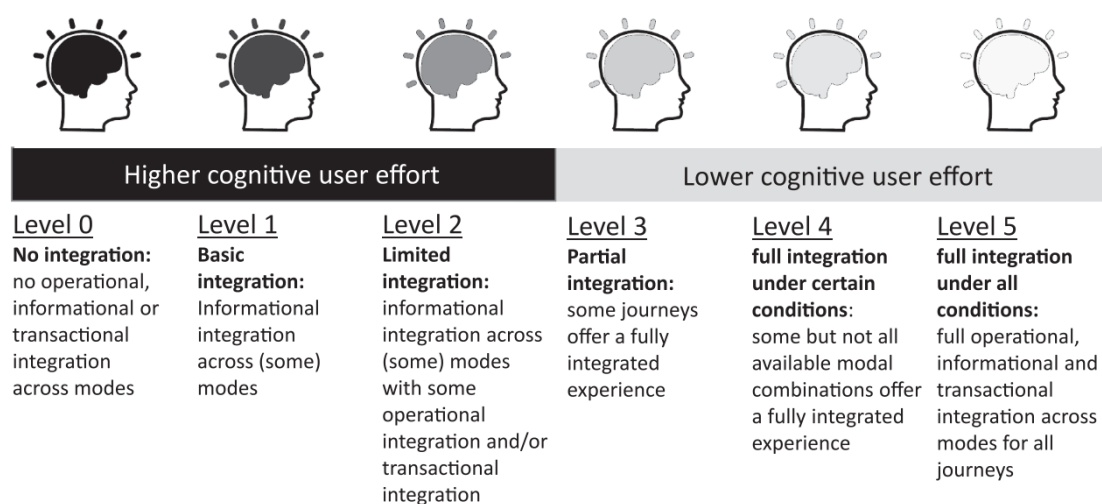 Higher cognitive user effort
Lower cognitive user effort
Level 0
No integration:
no operational,
informational or
transactional
integration
across modes
Level 1
Basic
integration:
Informational
integration
across (some)
modes
Level 2
Limited
integration:
informational
integration across
(some) modes
with some
operational
integration and/or
transactional
integration
Level 3
Partial
integration:
some journeys
offer a fully
integrated
experience
Level 4
full integration
under certain
conditions:
some but not all
available modal
combinations offer
a fully integrated
experience
Level 5
full integration
under all
conditions:
full operational,
informational and
transactional
integration across
modes for all
journeys